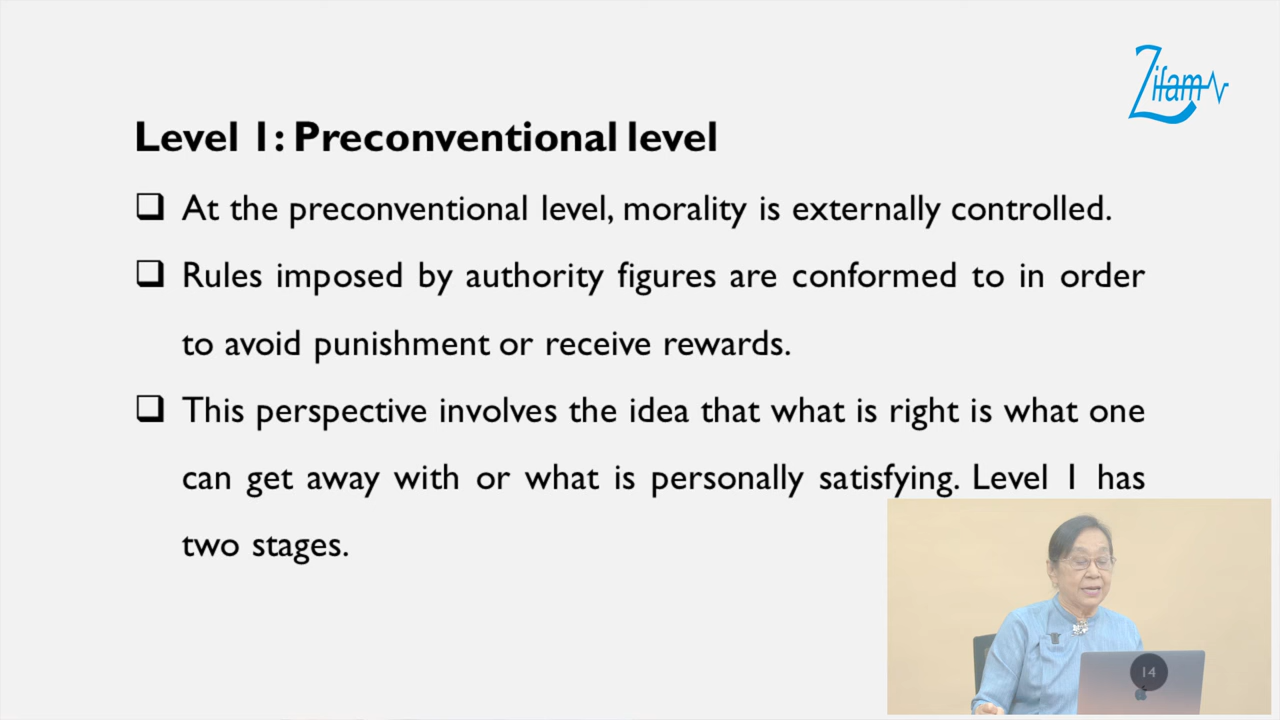 Zifam
Level 1: Preconventional level
❑ At the preconventional level, morality is externally controlled.
❑ Rules imposed by authority figures are conformed to in order
to avoid punishment or receive rewards.
❑ This perspective involves the idea that what is right is what one
can get away with or what is personally satisfying. Level 1 has
two stages.
14